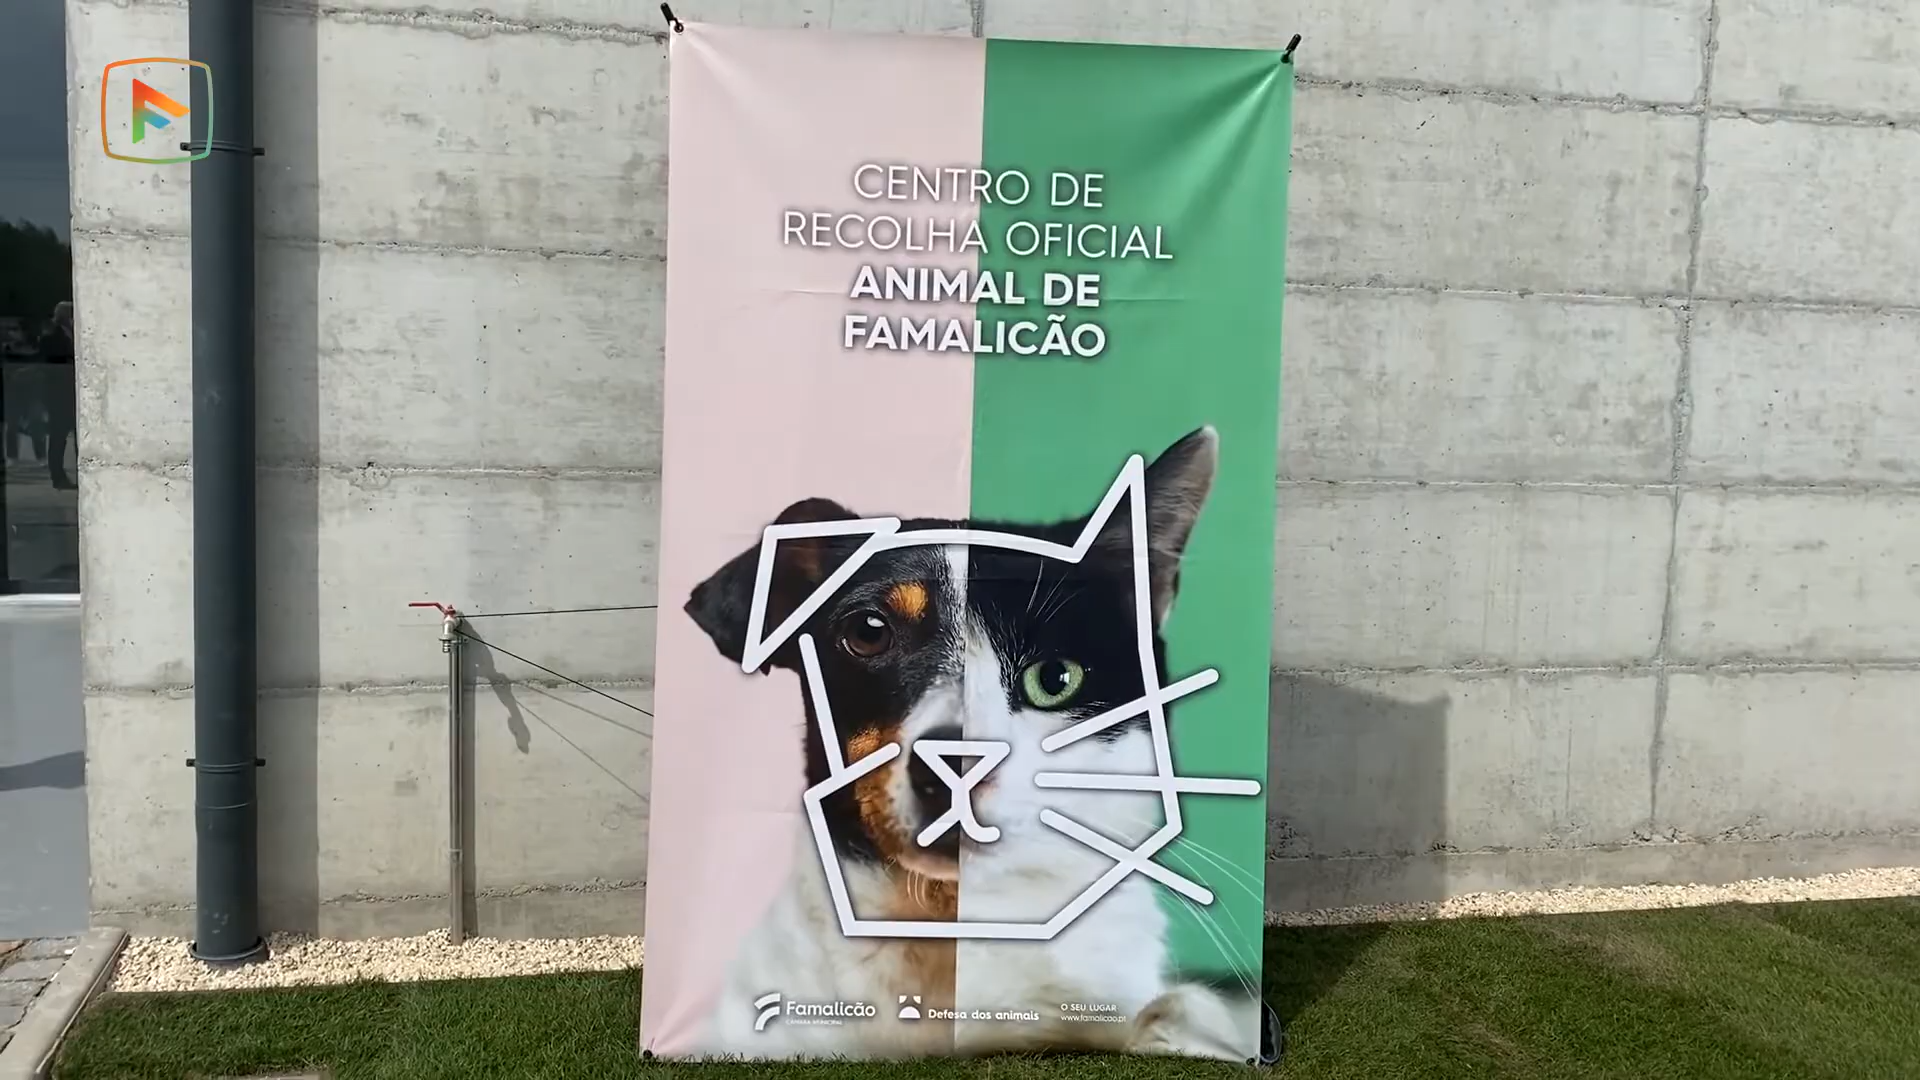 CENTRO DE
RECOLHA OFICIAL
ANIMAL DE
FAMALICÃO
Famalicão
CÂMARA MUNICIPAL
Defesa dos animais
O SEU LUGAR
www.famalicao.pt